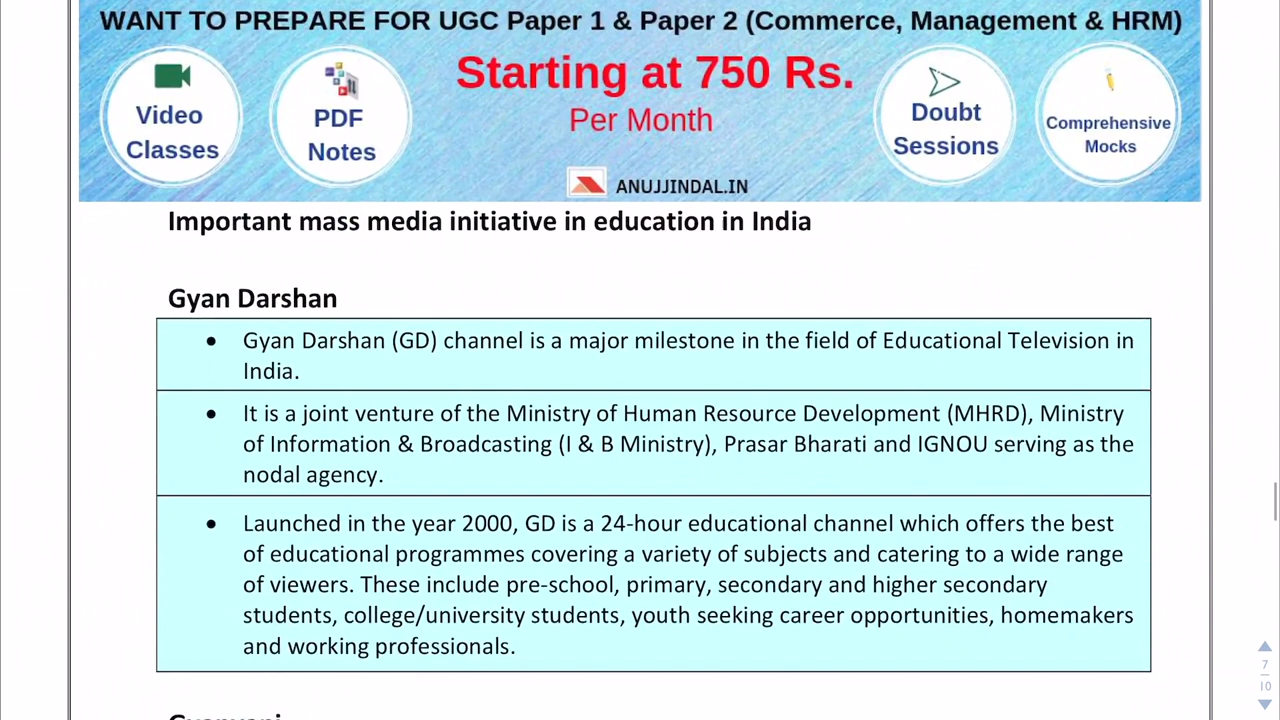 WANT TO PREPARE FOR UGC Paper 1 & Paper 2 (Commerce, Management & HRM)
Video
Classes
PDF
Notes
Starting at 750 Rs.
Per Month
Doubt
Sessions
Comprehensive
Mocks
ANUJJINDAL.IN
Important mass media initiative in education in India
Gyan Darshan
• Gyan Darshan (GD) channel is a major milestone in the field of Educational Television in
India.
• It is a joint venture of the Ministry of Human Resource Development (MHRD), Ministry
of Information & Broadcasting (I & B Ministry), Prasar Bharati and IGNOU serving as the
nodal agency.
• Launched in the year 2000, GD is a 24-hour educational channel which offers the best
of educational programmes covering a variety of subjects and catering to a wide range
of viewers. These include pre-school, primary, secondary and higher secondary
students, college/university students, youth seeking career opportunities, homemakers
and working professionals.
7
10